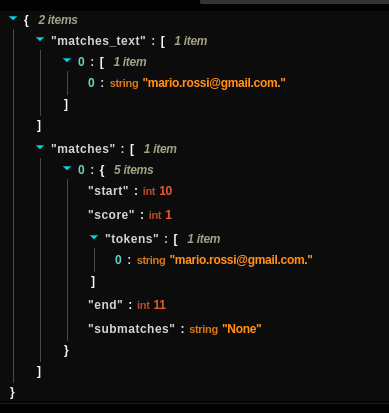 { 2 items
"matches_text" : [ 1 item
0 : [ 1 item
0 : string "mario.rossi@gmail.com."
]
]
"matches" : [ 1 item
0 : { 5 items
"start" : int 10
"score" : int 1
"tokens" : [ 1 item
0 : string "mario.rossi@gmail.com."
]
"end" : int 11
"submatches" : string "None"
}
]
}